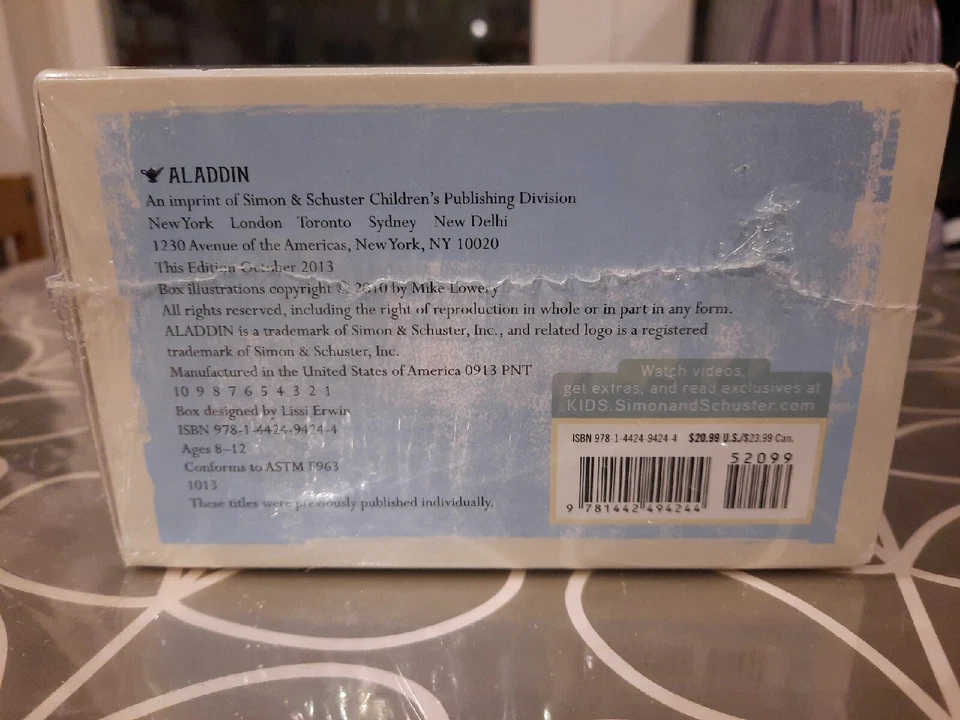 ALADDIN
An imprint of Simon & Schuster Children's Publishing Division
New York London Toronto Sydney New Delhi
1230 Avenue of the Americas, New York, NY 10020
This Edition October 2013
Box illustrations copyright © 2010 by Mike Lowery
All rights reserved, including the right of reproduction in whole or in part in any form.
ALADDIN is a trademark of Simon & Schuster, Inc., and related logo is a registered
trademark of Simon & Schuster, Inc.
Manufactured in the United States of America 0913 PNT
10 9 8 7 6 5 4 3 2 1
Box designed by Lissi Erwin
ISBN 978-1-4424-9424-4
Ages 8–12
Conforms to ASTM F963
1013
These titles were previously published individually.
Watch videos,
get extras, and read exclusives at
KIDS.SimonandSchuster.com
ISBN 978-1-4424-9424-4 $20.99 U.S./$23.99 Can.
52099
9 781442 494244